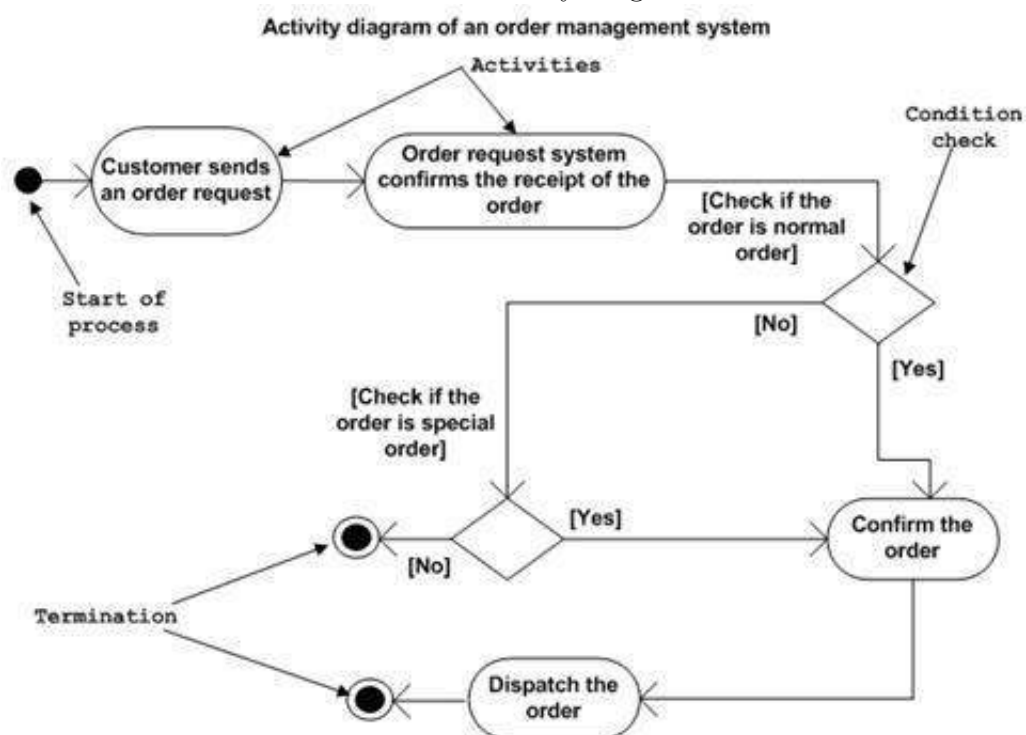 Activity diagram of an order management system
Activities
Condition
check
Customer sends
an order request
Order request system
confirms the receipt of the
order
[Check if the
order is normal
order]
Start of
process
[No]
[Yes]
[Check if the
order is special
order]
[Yes]
Confirm the
order
[No]
Termination
Dispatch the
order